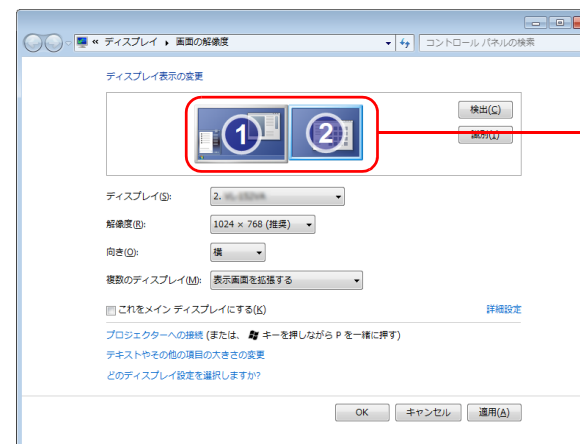 « ディスプレイ ▸ 画面の解像度
コントロール パネルの検索
ディスプレイ表示の変更
1
2
検出(C)
識別(I)
ディスプレイ(S):
2.
解像度(R):
1024 × 768 (推奨)
向き(O):
横
複数のディスプレイ(M):
表示画面を拡張する
これをメイン ディスプレイにする(K)
詳細設定
プロジェクターへの接続 (または、 キーを押しながら P を一緒に押す)
テキストやその他の項目の大きさの変更
どのディスプレイ設定を選択しますか?
OK
キャンセル
適用(A)